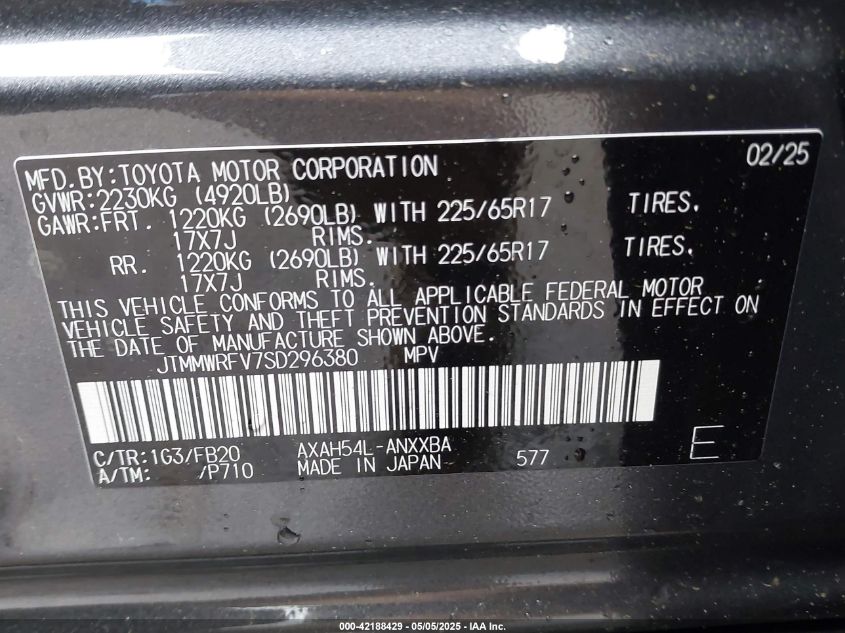 MFD. BY: TOYOTA MOTOR CORPORATION 02/25
GVWR: 2230KG (4920LB)
GAWR: FRT. 1220KG (2690LB) WITH 225/65R17 TIRES.
17X7J RIMS.
RR. 1220KG (2690LB) WITH 225/65R17 TIRES.
17X7J RIMS.
THIS VEHICLE CONFORMS TO ALL APPLICABLE FEDERAL MOTOR
VEHICLE SAFETY AND THEFT PREVENTION STANDARDS IN EFFECT ON
THE DATE OF MANUFACTURE SHOWN ABOVE.
JTMMWRFV7SD296380 MPV
C/TR: 1G3/FB20 AXAH54L-ANXXBA
A/TM: /P710 MADE IN JAPAN 577 E
000-42188429 - 05/05/2025 - IAA Inc.